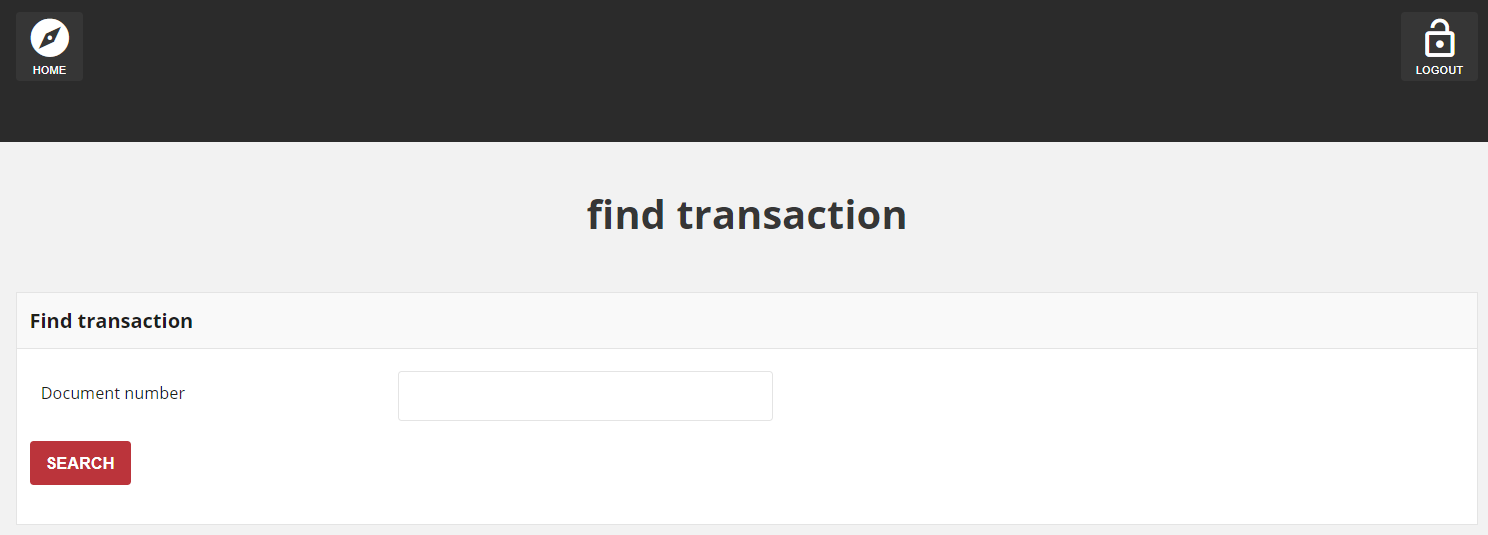 HOME
LOGOUT
find transaction
Find transaction
Document number
SEARCH